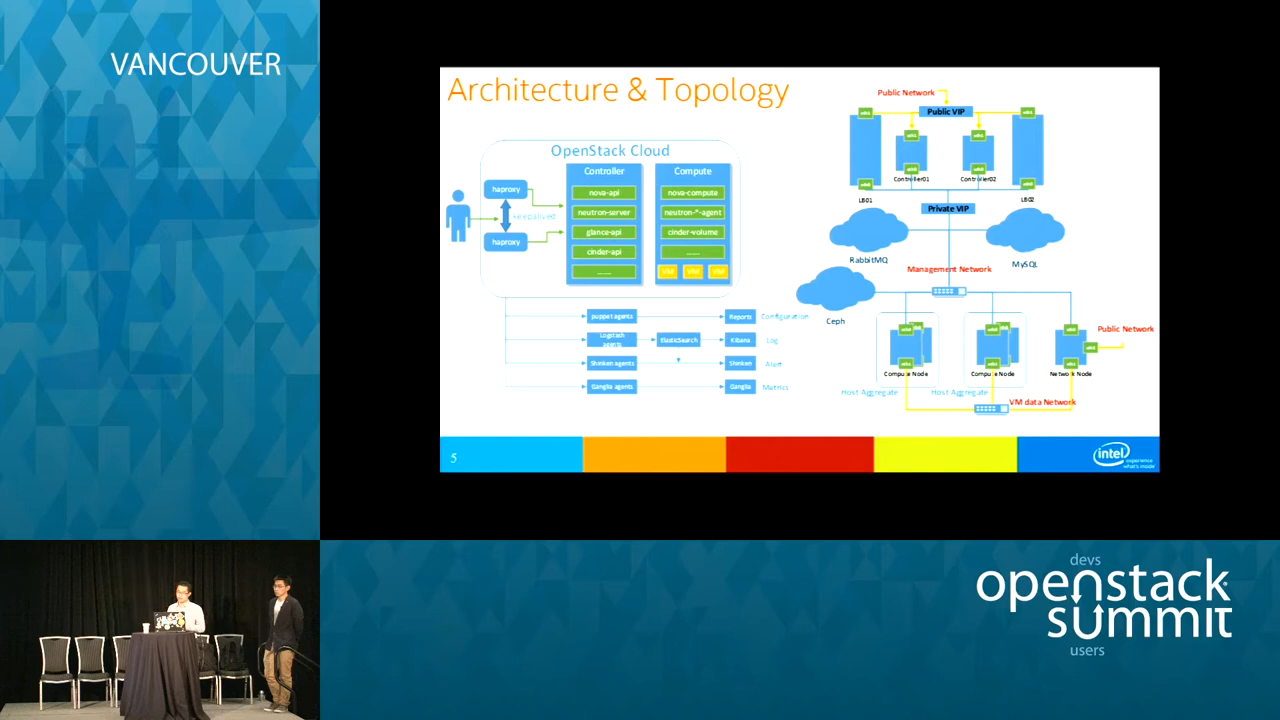 VANCOUVER
Architecture & Topology
OpenStack Cloud
haproxy
keepalived
haproxy
Controller
nova-api
neutron-server
glance-api
cinder-api
......
Compute
nova-compute
neutron-*-agent
cinder-volume
......
VM VM VM
puppet agents
Reports
Configuration
Logstash agents
ElasticSearch
Kibana
Log
Shinken agents
Shinken
Alert
Ganglia agents
Ganglia
Metrics
Public Network
Public VIP
Controller01
Controller02
LB01
LB02
Private VIP
RabbitMQ
MySQL
Management Network
Ceph
Public Network
Compute Node
Compute Node
Network Node
Host Aggregate
Host Aggregate
VM data Network
5
intel
experience
what's inside
devs
openstack
summit
users